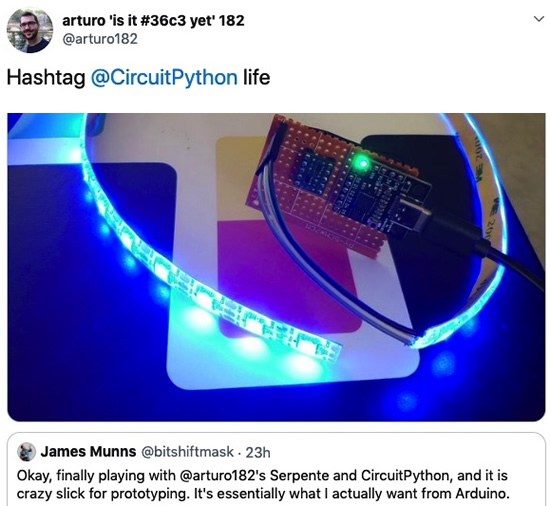 arturo 'is it #36c3 yet' 182
@arturo182
Hashtag @CircuitPython life
James Munns @bitshiftmask · 23h
Okay, finally playing with @arturo182's Serpente and CircuitPython, and it is
crazy slick for prototyping. It's essentially what I actually want from Arduino.